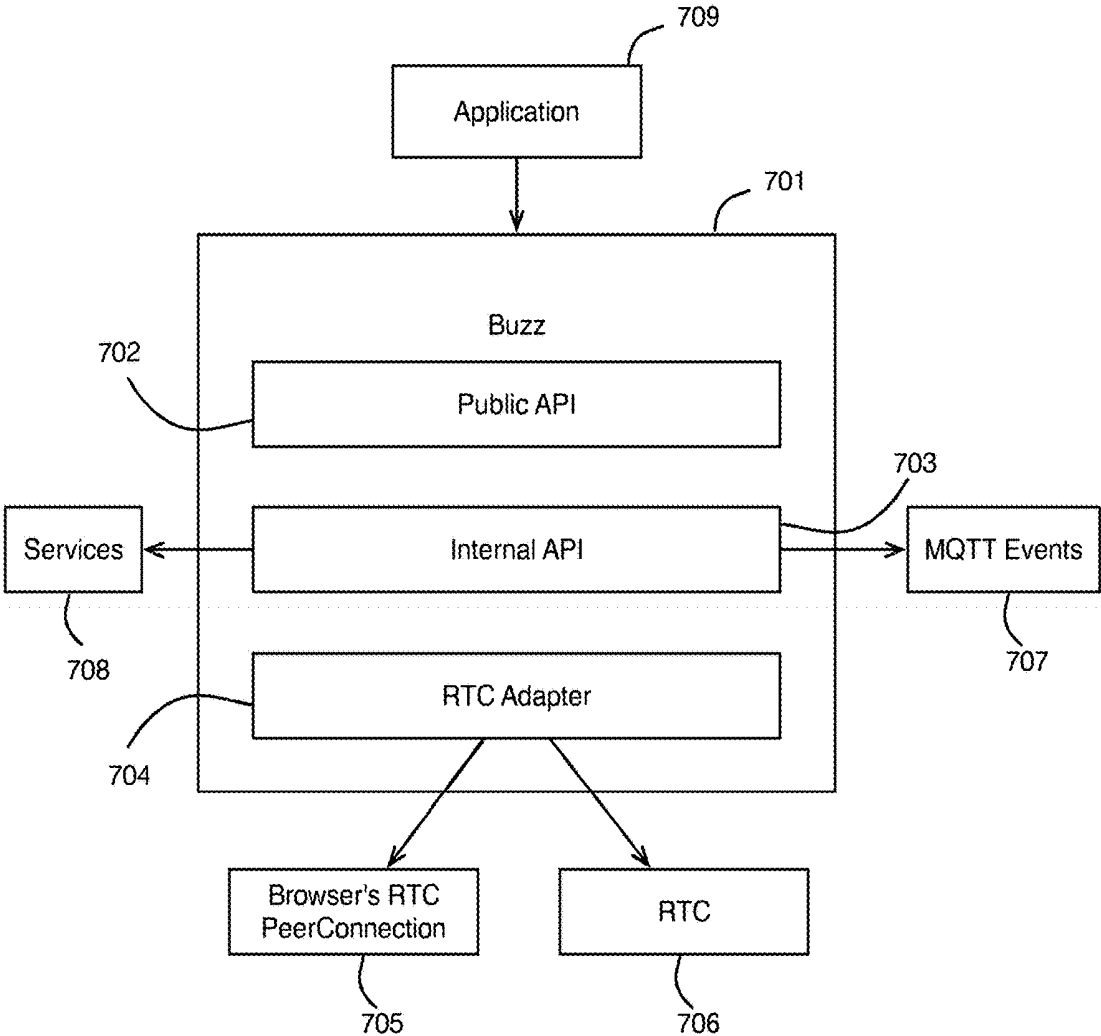 709
Application
701
Buzz
702
Public API
703
Services
Internal API
MQTT Events
708
707
RTC Adapter
704
Browser's RTC
PeerConnection
RTC
705
706